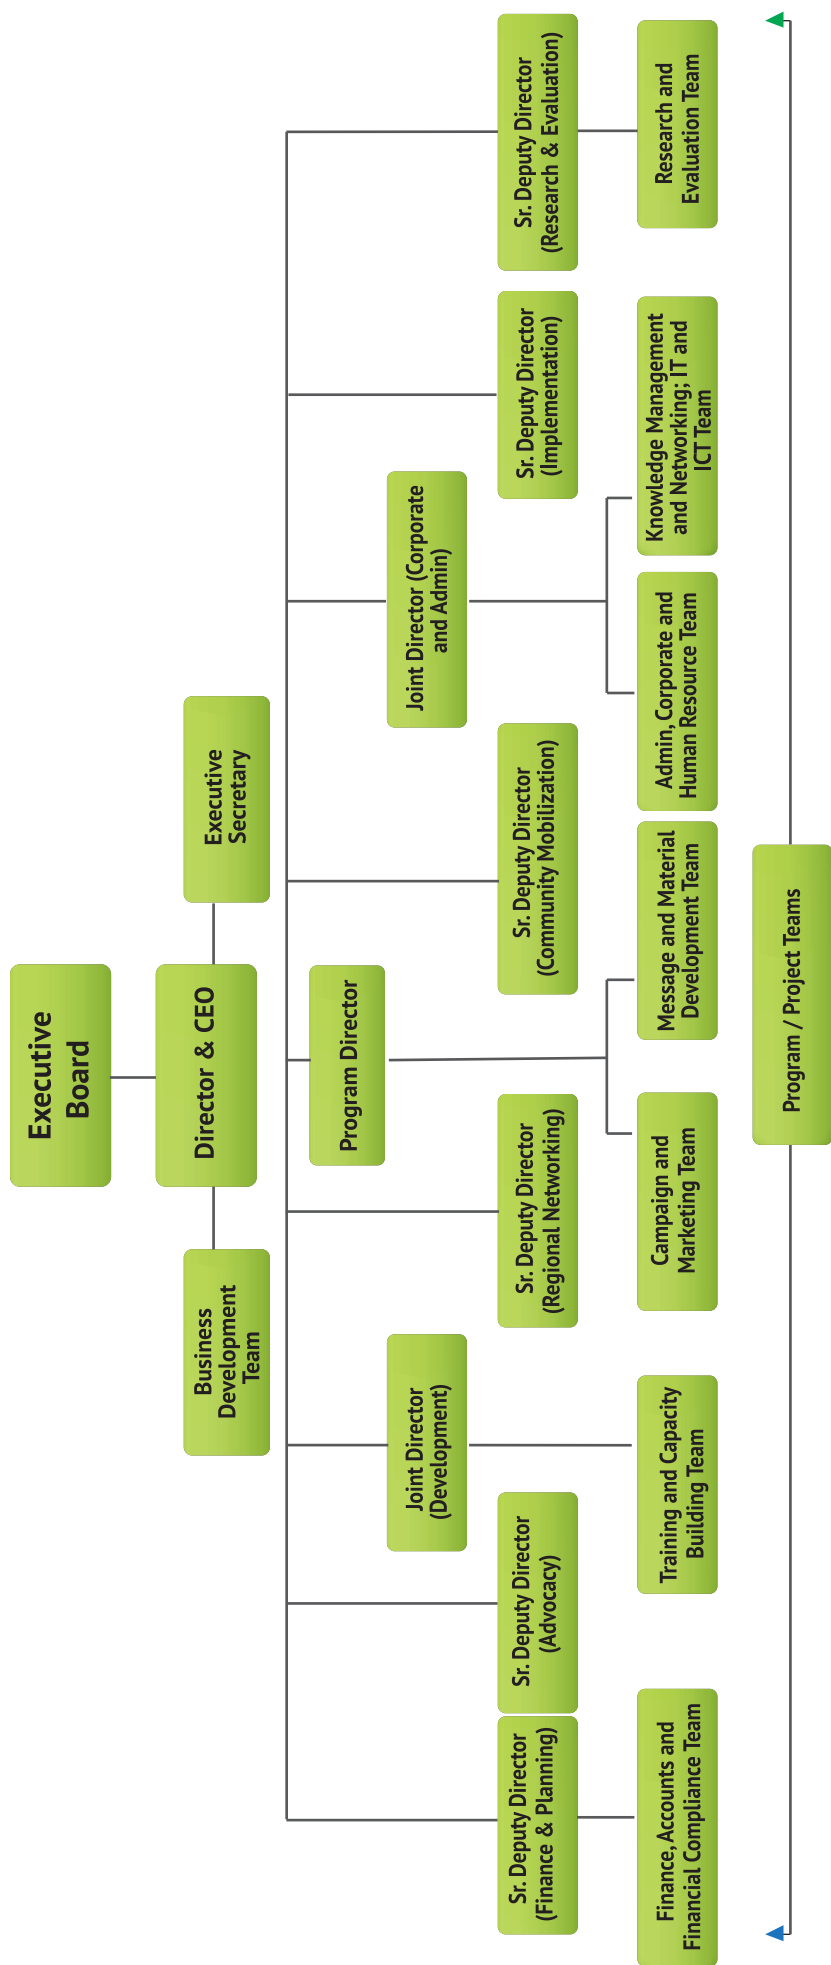 Executive
Board
Business
Development
Team
Director & CEO
Executive
Secretary
Program Director
Joint Director
(Development)
Joint Director (Corporate
and Admin)
Sr. Deputy Director
(Finance & Planning)
Sr. Deputy Director
(Advocacy)
Sr. Deputy Director
(Regional Networking)
Sr. Deputy Director
(Community Mobilization)
Sr. Deputy Director
(Implementation)
Sr. Deputy Director
(Research & Evaluation)
Finance, Accounts and
Financial Compliance Team
Training and Capacity
Building Team
Campaign and
Marketing Team
Message and Material
Development Team
Admin, Corporate and
Human Resource Team
Knowledge Management
and Networking; IT and
ICT Team
Research and
Evaluation Team
Program / Project Teams